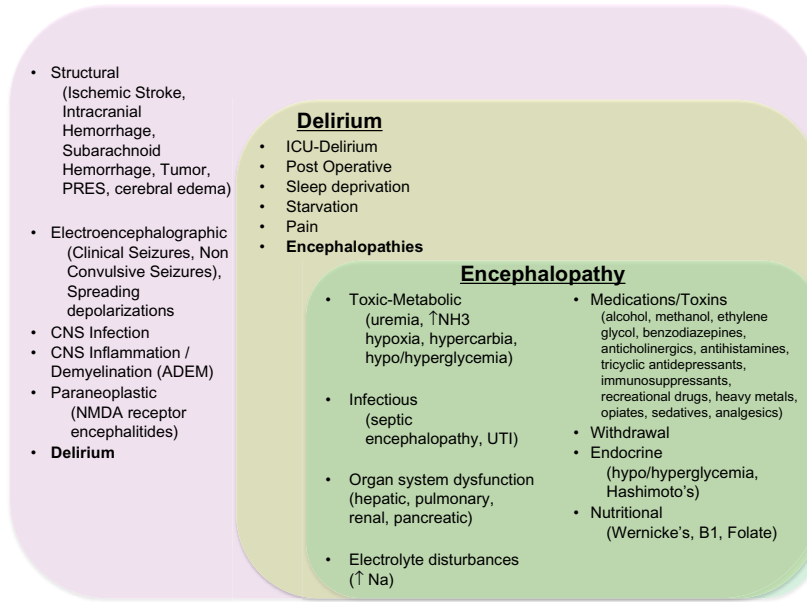 • Structural
(Ischemic Stroke,
Intracranial
Hemorrhage,
Subarachnoid
Hemorrhage, Tumor,
PRES, cerebral edema)
• Electroencephalographic
(Clinical Seizures, Non
Convulsive Seizures),
Spreading
depolarizations
• CNS Infection
• CNS Inflammation /
Demyelination (ADEM)
• Paraneoplastic
(NMDA receptor
encephalitides)
• Delirium
Delirium
• ICU-Delirium
• Post Operative
• Sleep deprivation
• Starvation
• Pain
• Encephalopathies
Encephalopathy
• Toxic-Metabolic
(uremia, ↑NH3
hypoxia, hypercarbia,
hypo/hyperglycemia)
• Infectious
(septic
encephalopathy, UTI)
• Organ system dysfunction
(hepatic, pulmonary,
renal, pancreatic)
• Electrolyte disturbances
(↑ Na)
• Medications/Toxins
(alcohol, methanol, ethylene
glycol, benzodiazepines,
anticholinergics, antihistamines,
tricyclic antidepressants,
immunosuppressants,
recreational drugs, heavy metals,
opiates, sedatives, analgesics)
• Withdrawal
• Endocrine
(hypo/hyperglycemia,
Hashimoto's)
• Nutritional
(Wernicke's, B1, Folate)